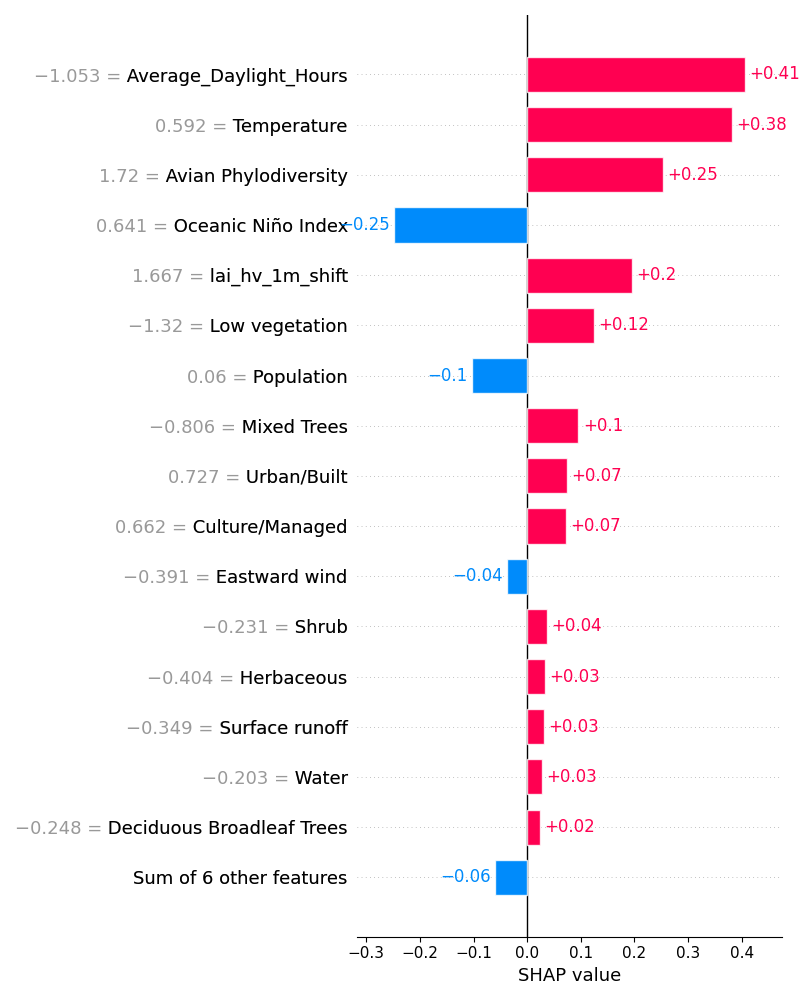 −1.053 = Average_Daylight_Hours +0.41
0.592 = Temperature +0.38
1.72 = Avian Phylodiversity +0.25
0.641 = Oceanic Niño Index −0.25
1.667 = lai_hv_1m_shift +0.2
−1.32 = Low vegetation +0.12
0.06 = Population −0.1
−0.806 = Mixed Trees +0.1
0.727 = Urban/Built +0.07
0.662 = Culture/Managed +0.07
−0.391 = Eastward wind −0.04
−0.231 = Shrub +0.04
−0.404 = Herbaceous +0.03
−0.349 = Surface runoff +0.03
−0.203 = Water +0.03
−0.248 = Deciduous Broadleaf Trees +0.02
Sum of 6 other features −0.06
−0.3 −0.2 −0.1 0.0 0.1 0.2 0.3 0.4
SHAP value